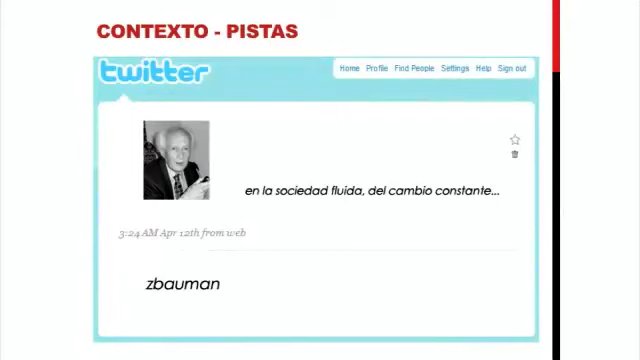 CONTEXTO - PISTAS
twitter
Home Profile Find People Settings Help Sign out
en la sociedad fluida, del cambio constante...
3:24 AM Apr 12th from web
zbauman